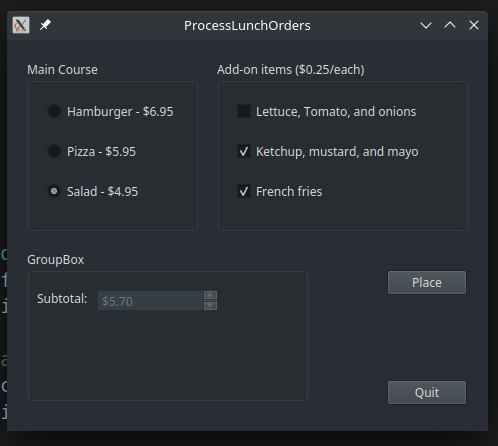 ProcessLunchOrders
Main Course
Hamburger - $6.95
Pizza - $5.95
Salad - $4.95
Add-on items ($0.25/each)
Lettuce, Tomato, and onions
Ketchup, mustard, and mayo
French fries
GroupBox
Subtotal: $5.70
Place
Quit